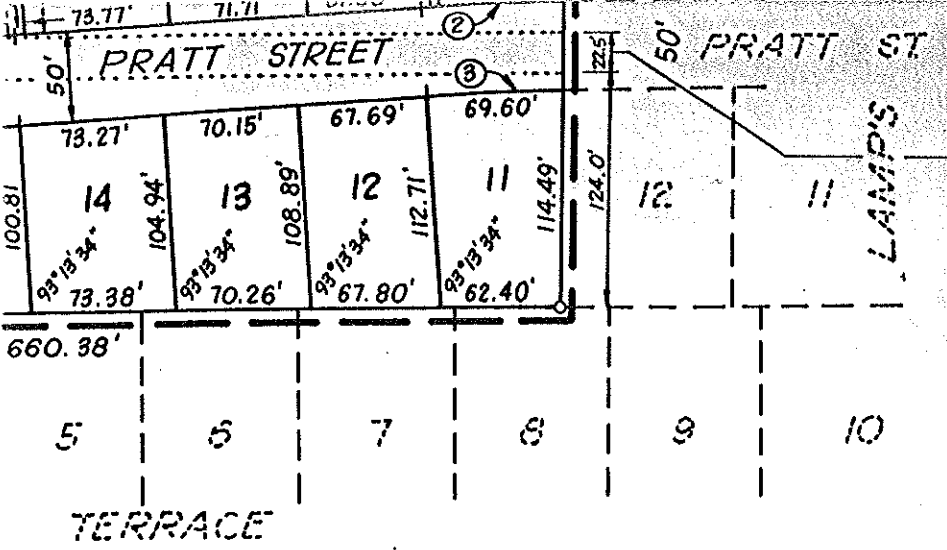 73.77' 71.71
2
PRATT STREET
50'
22.5
50'
PRATT ST.
3
73.27' 70.15' 67.69' 69.60'
100.81
14
104.94'
13
108.89'
12
112.71'
11
114.49'
124.0'
12
11
LAMP'S
93°13'34" 93°13'34" 93°13'34" 93°13'34"
73.38' 70.26' 67.80' 62.40'
660.38'
5 6 7 8 9 10
TERRACE